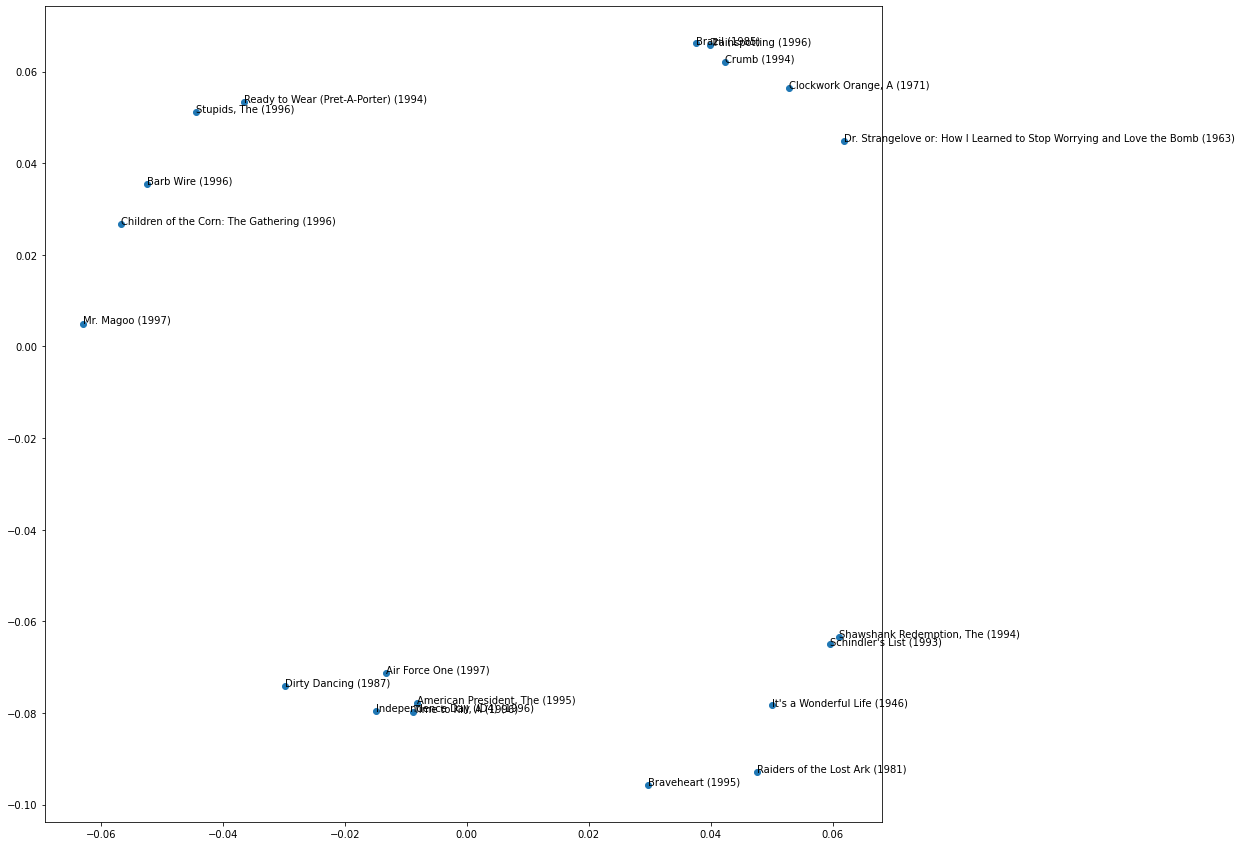 Brazil (1985)
Trainspotting (1996)
0.06
Crumb (1994)
Clockwork Orange, A (1971)
Ready to Wear (Pret-A-Porter) (1994)
Stupids, The (1996)
Dr. Strangelove or: How I Learned to Stop Worrying and Love the Bomb (1963)
0.04
Barb Wire (1996)
Children of the Corn: The Gathering (1996)
0.02
Mr. Magoo (1997)
0.00
−0.02
−0.04
−0.06
Shawshank Redemption, The (1994)
Schindler's List (1993)
Air Force One (1997)
Dirty Dancing (1987)
American President, The (1995)
Independence Day (ID4) (1996)
Time to Kill, A (1996)
It's a Wonderful Life (1946)
−0.08
Raiders of the Lost Ark (1981)
Braveheart (1995)
−0.10
−0.06 −0.04 −0.02 0.00 0.02 0.04 0.06